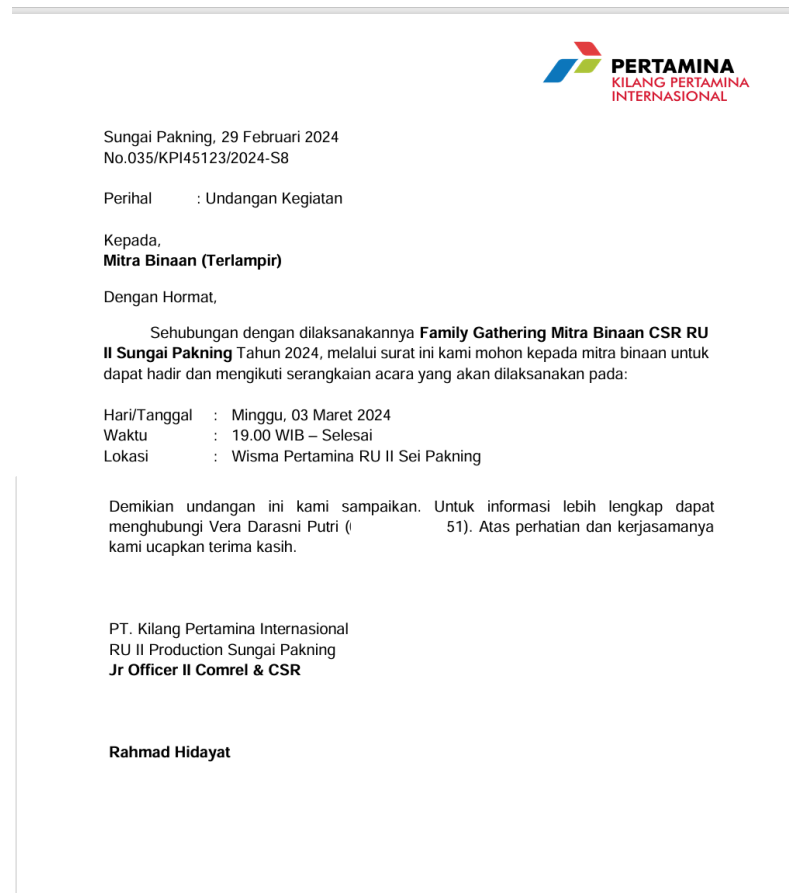 PERTAMINA
KILANG PERTAMINA
INTERNASIONAL
Sungai Pakning, 29 Februari 2024
No.035/KPI45123/2024-S8
Perihal : Undangan Kegiatan
Kepada,
Mitra Binaan (Terlampir)
Dengan Hormat,
Sehubungan dengan dilaksanakannya Family Gathering Mitra Binaan CSR RU
II Sungai Pakning Tahun 2024, melalui surat ini kami mohon kepada mitra binaan untuk
dapat hadir dan mengikuti serangkaian acara yang akan dilaksanakan pada:
Hari/Tanggal : Minggu, 03 Maret 2024
Waktu : 19.00 WIB – Selesai
Lokasi : Wisma Pertamina RU II Sei Pakning
Demikian undangan ini kami sampaikan. Untuk informasi lebih lengkap dapat
menghubungi Vera Darasni Putri ( 51). Atas perhatian dan kerjasamanya
kami ucapkan terima kasih.
PT. Kilang Pertamina Internasional
RU II Production Sungai Pakning
Jr Officer II Comrel & CSR
Rahmad Hidayat